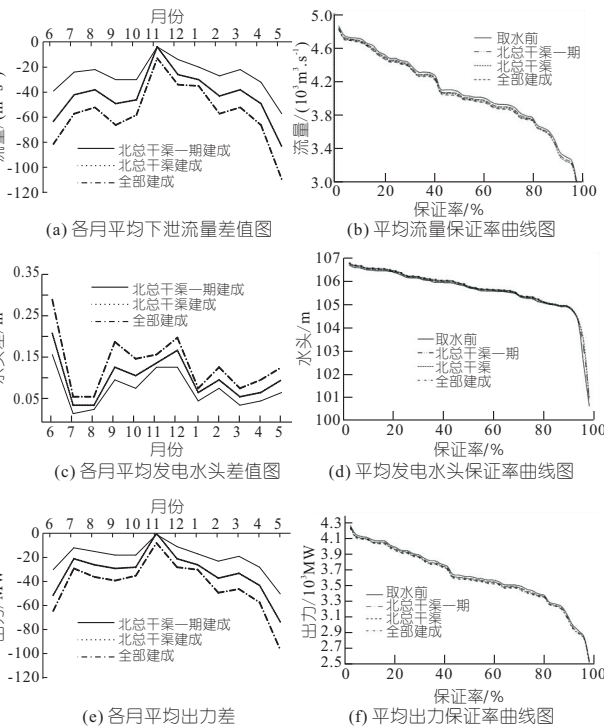 月份
6 7 8 9 10 11 12 1 2 3 4 5
0
-20
-40
-60
-80
-100
-120
北总干渠一期建成
北总干渠建成
全部建成
(a) 各月平均下泄流量差值图
5.0
4.6
4.2
3.8
3.4
3.0
流量/(10³m³.s⁻¹)
取水前
北总干渠一期
北总干渠
全部建成
0 20 40 60 80 100
保证率/%
(b) 平均流量保证率曲线图
0.35
0.25
0.15
0.05
北总干渠一期建成
北总干渠建成
全部建成
6 7 8 9 10 11 12 1 2 3 4 5
月份
(c) 各月平均发电水头差值图
107
106
105
104
103
102
101
100
水头/m
取水前
北总干渠一期
北总干渠
全部建成
0 20 40 60 80 100
保证率/%
(d) 平均发电水头保证率曲线图
月份
6 7 8 9 10 11 12 1 2 3 4 5
0
-20
-40
-60
-80
-100
-120
北总干渠一期建成
北总干渠建成
全部建成
(e) 各月平均出力差
4.3
4.1
3.9
3.7
3.5
3.3
3.1
2.9
2.7
2.5
出力/10³MW
取水前
北总干渠一期
北总干渠
全部建成
0 20 40 60 80 100
保证率/%
(f) 平均出力保证率曲线图